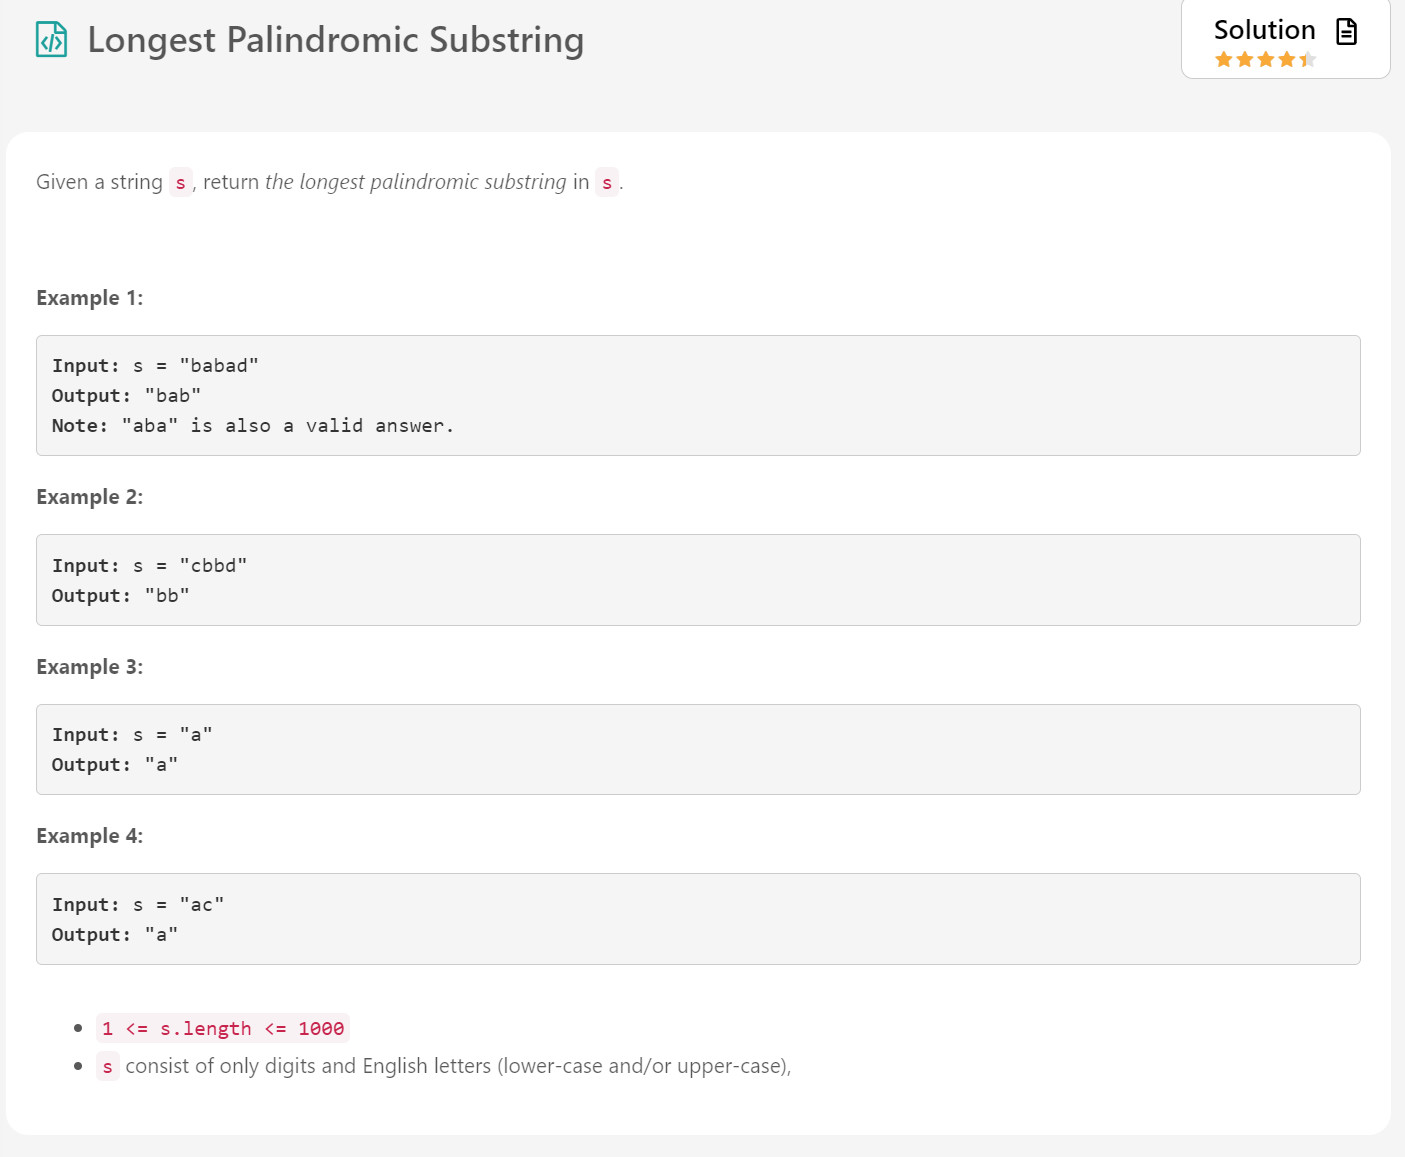 Longest Palindromic Substring
Solution
Given a string s, return the longest palindromic substring in s.
Example 1:
Input: s = "babad"
Output: "bab"
Note: "aba" is also a valid answer.
Example 2:
Input: s = "cbbd"
Output: "bb"
Example 3:
Input: s = "a"
Output: "a"
Example 4:
Input: s = "ac"
Output: "a"
1 <= s.length <= 1000
s consist of only digits and English letters (lower-case and/or upper-case),